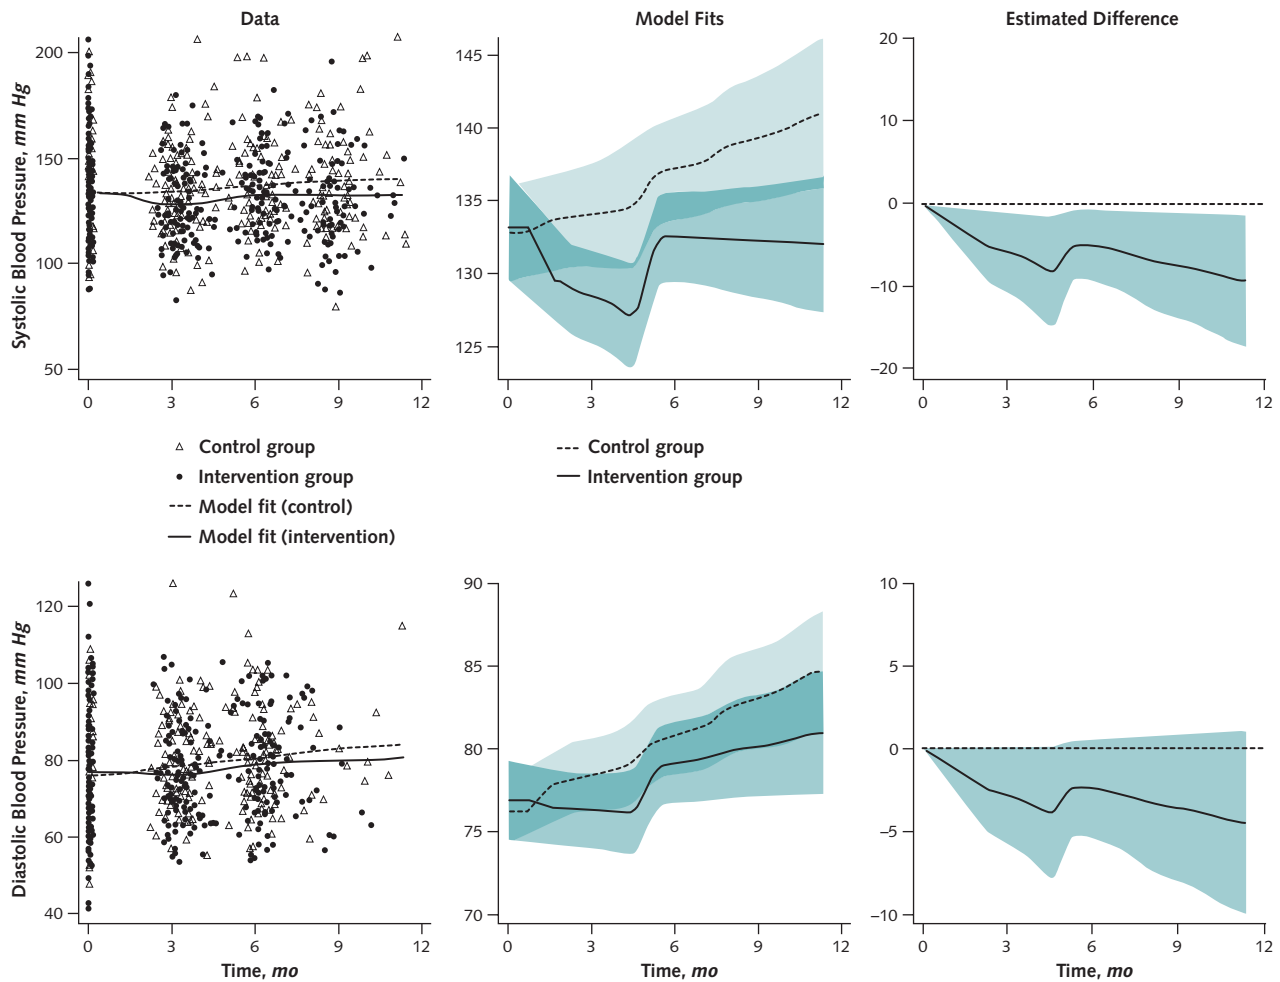 Data
Model Fits
Estimated Difference
Systolic Blood Pressure, mm Hg
200
150
100
50
0 3 6 9 12
145
140
135
130
125
0 3 6 9 12
20
10
0
–10
–20
0 3 6 9 12
Control group
Intervention group
Model fit (control)
Model fit (intervention)
Control group
Intervention group
Diastolic Blood Pressure, mm Hg
120
100
80
60
40
0 3 6 9 12
Time, mo
90
85
80
75
70
0 3 6 9 12
Time, mo
10
5
0
–5
–10
0 3 6 9 12
Time, mo